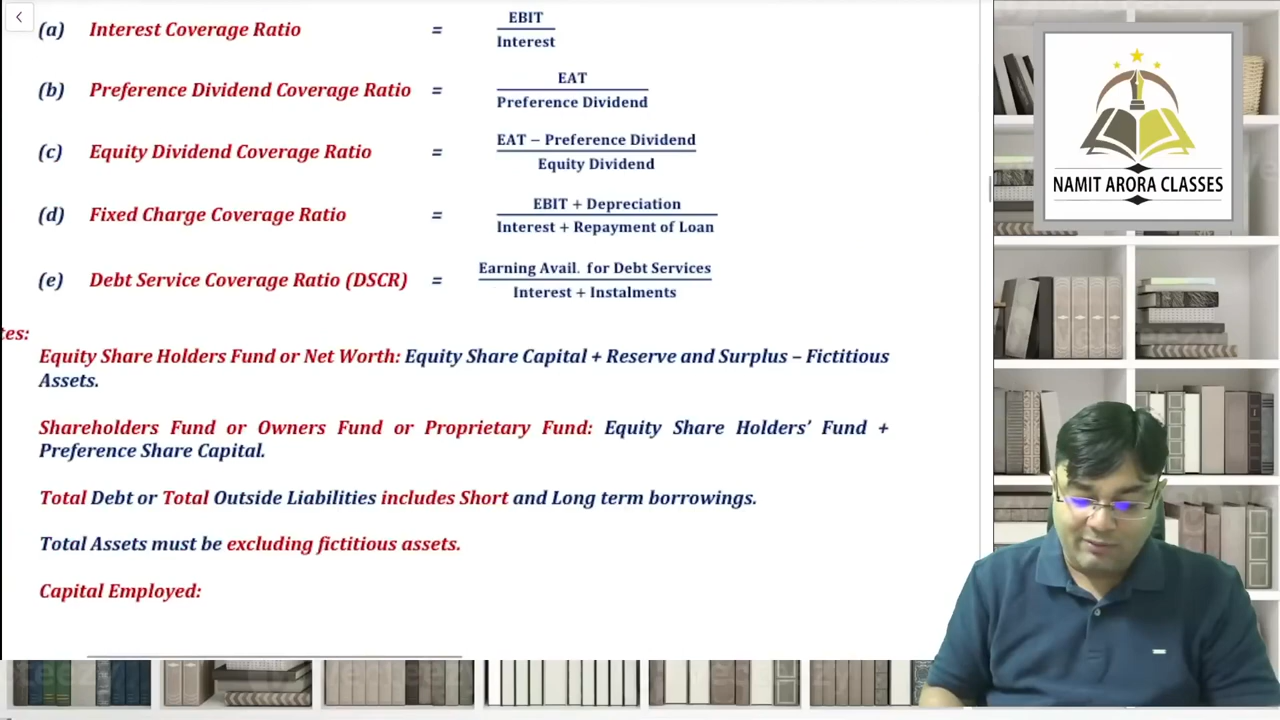 (a) Interest Coverage Ratio = EBIT
Interest
(b) Preference Dividend Coverage Ratio = EAT
Preference Dividend
(c) Equity Dividend Coverage Ratio = EAT – Preference Dividend
Equity Dividend
(d) Fixed Charge Coverage Ratio = EBIT + Depreciation
Interest + Repayment of Loan
(e) Debt Service Coverage Ratio (DSCR) = Earning Avail. for Debt Services
Interest + Instalments
tes:
Equity Share Holders Fund or Net Worth: Equity Share Capital + Reserve and Surplus – Fictitious
Assets.
Shareholders Fund or Owners Fund or Proprietary Fund: Equity Share Holders' Fund +
Preference Share Capital.
Total Debt or Total Outside Liabilities includes Short and Long term borrowings.
Total Assets must be excluding fictitious assets.
Capital Employed:
NAMIT ARORA CLASSES